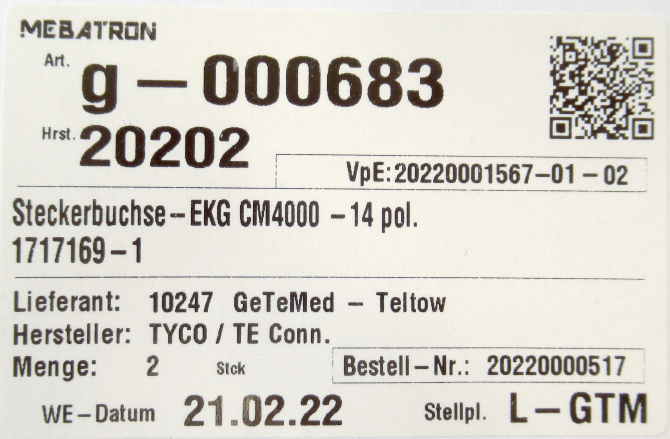 MEBATRON
Art. g-000683
Hrst. 20202
VpE:20220001567-01-02
Steckerbuchse-EKG CM4000 -14 pol.
1717169-1
Lieferant: 10247 GeTeMed - Teltow
Hersteller: TYCO / TE Conn.
Menge: 2 Stck Bestell-Nr.: 20220000517
WE-Datum 21.02.22 Stellpl. L-GTM